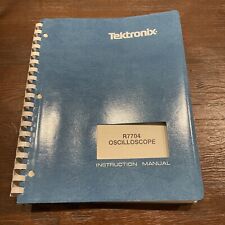 Tektronix
R7704
OSCILLOSCOPE
INSTRUCTION MANUAL